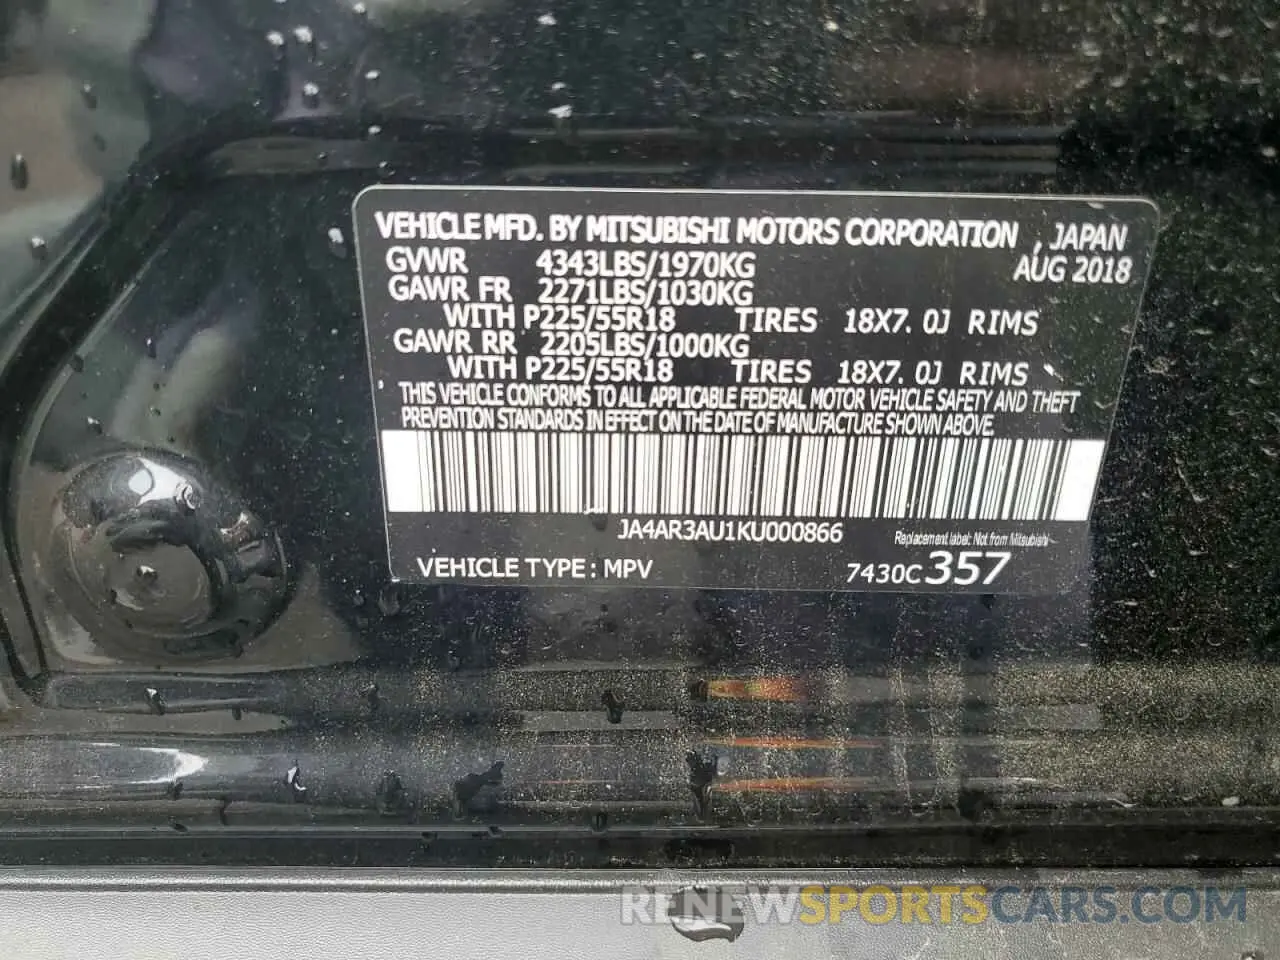 VEHICLE MFD. BY MITSUBISHI MOTORS CORPORATION , JAPAN
GVWR 4343LBS/1970KG AUG 2018
GAWR FR 2271LBS/1030KG
WITH P225/55R18 TIRES 18X7. 0J RIMS
GAWR RR 2205LBS/1000KG
WITH P225/55R18 TIRES 18X7. 0J RIMS
THIS VEHICLE CONFORMS TO ALL APPLICABLE FEDERAL MOTOR VEHICLE SAFETY AND THEFT
PREVENTION STANDARDS IN EFFECT ON THE DATE OF MANUFACTURE SHOWN ABOVE.
JA4AR3AU1KU000866
Replacement label: Not from Mitsubishi
VEHICLE TYPE : MPV 7430C 357
RENEWSPORTSCARS.COM